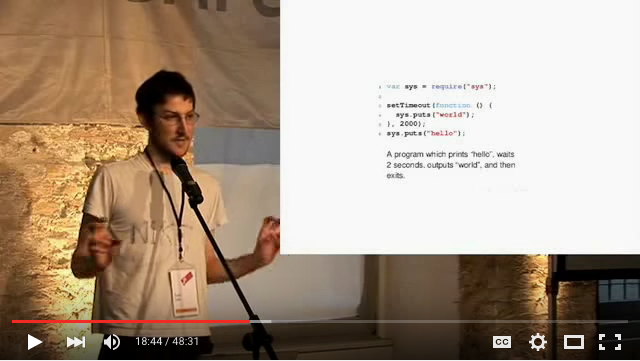 1 var sys = require("sys");
2
3 setTimeout(function () {
4 sys.puts("world");
5 }, 2000);
6 sys.puts("hello");
A program which prints "hello", waits
2 seconds, outputs "world", and then
exits.
18:44 / 48:31
CC